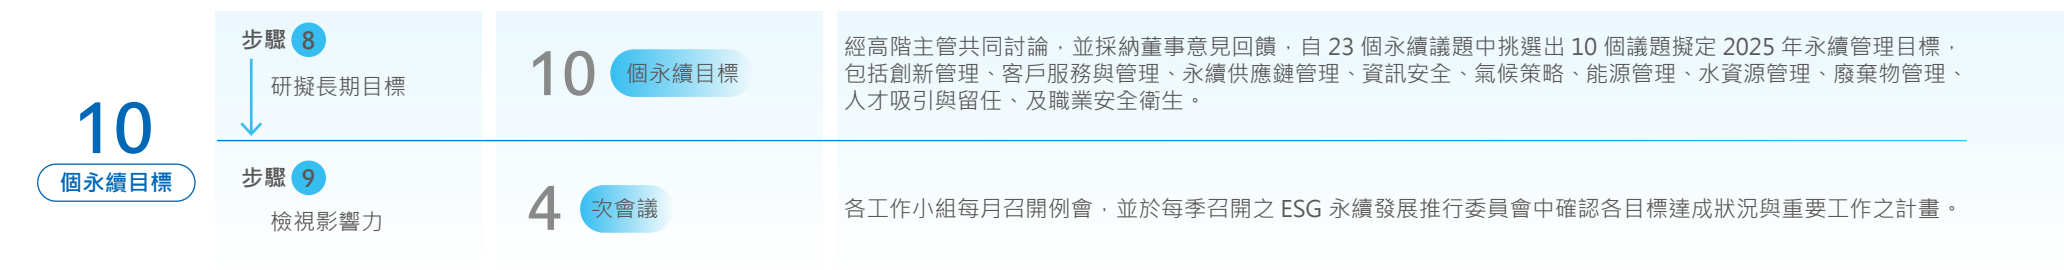 10
個永續目標
步驟 8
研擬長期目標
10 個永續目標
經高階主管共同討論，並採納董事意見回饋，自 23 個永續議題中挑選出 10 個議題擬定 2025 年永續管理目標，
包括創新管理、客戶服務與管理、永續供應鏈管理、資訊安全、氣候策略、能源管理、水資源管理、廢棄物管理、
人才吸引與留任、及職業安全衛生。
步驟 9
檢視影響力
4 次會議
各工作小組每月召開例會，並於每季召開之 ESG 永續發展推行委員會中確認各目標達成狀況與重要工作之計畫。